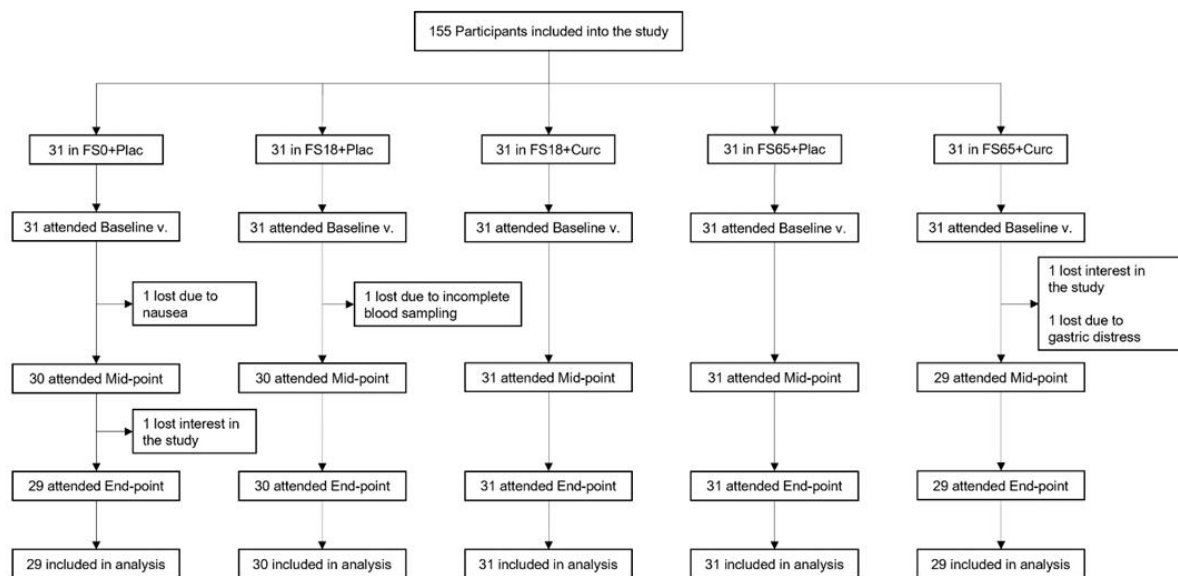 155 Participants included into the study
31 in FS0+Plac
31 in FS18+Plac
31 in FS18+Curc
31 in FS65+Plac
31 in FS65+Curc
31 attended Baseline v.
31 attended Baseline v.
31 attended Baseline v.
31 attended Baseline v.
31 attended Baseline v.
1 lost due to
nausea
1 lost due to incomplete
blood sampling
1 lost interest in
the study
1 lost due to
gastric distress
30 attended Mid-point
30 attended Mid-point
31 attended Mid-point
31 attended Mid-point
29 attended Mid-point
1 lost interest in
the study
29 attended End-point
30 attended End-point
31 attended End-point
31 attended End-point
29 attended End-point
29 included in analysis
30 included in analysis
31 included in analysis
31 included in analysis
29 included in analysis